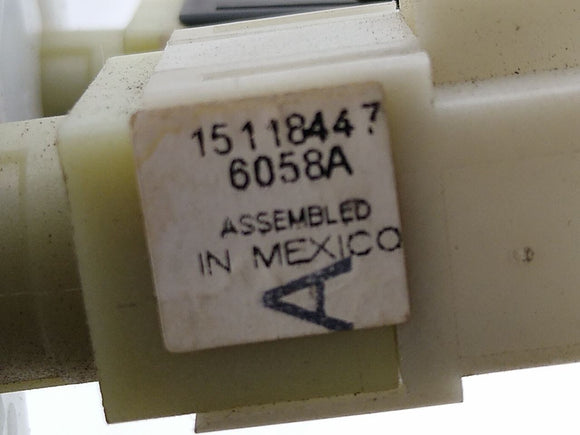 15118447
6058A
ASSEMBLED
IN MEXICO
A